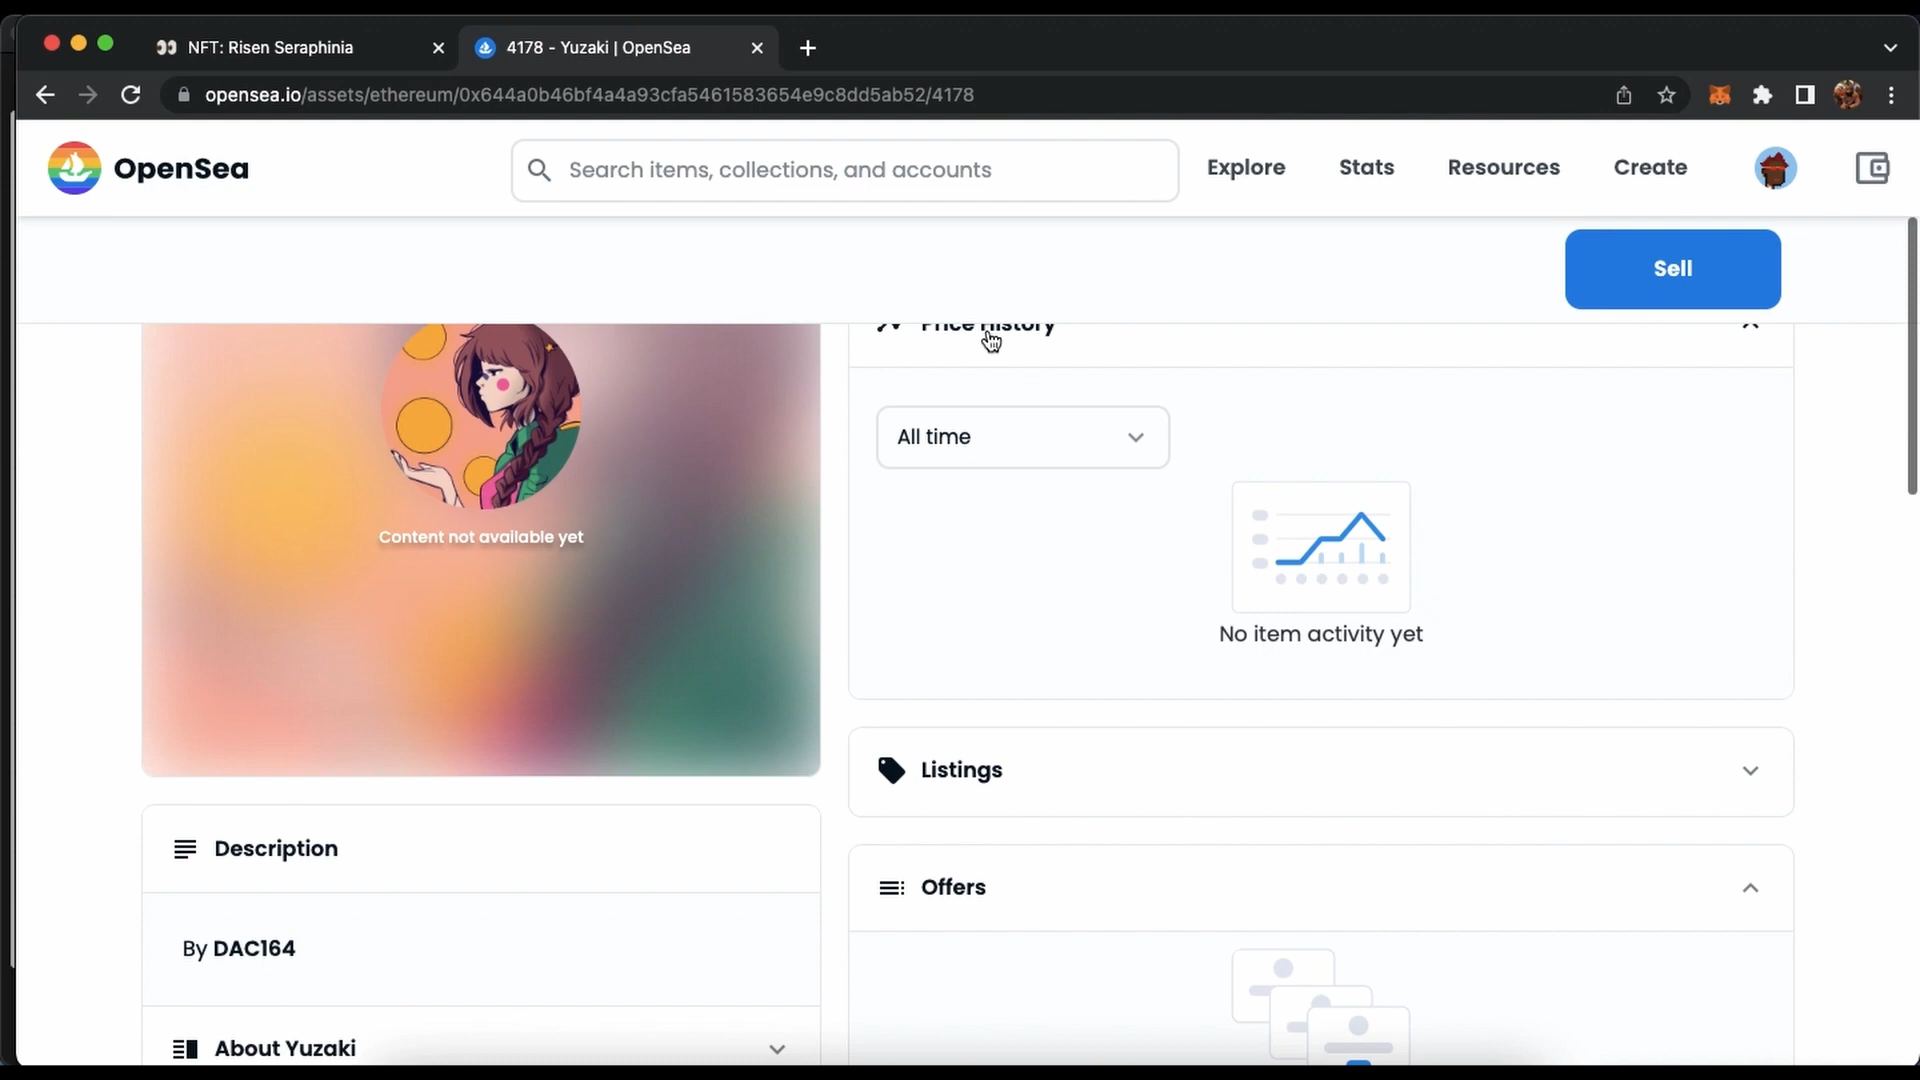 NFT: Risen Seraphinia
4178 - Yuzaki | OpenSea
opensea.io/assets/ethereum/0x644a0b46bf4a4a93cfa5461583654e9c8dd5ab52/4178
OpenSea
Search items, collections, and accounts
Explore
Stats
Resources
Create
Sell
Price History
All time
Content not available yet
No item activity yet
Listings
Description
Offers
By DAC164
About Yuzaki